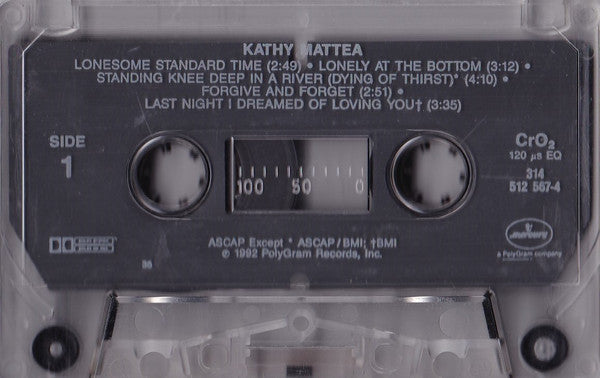 KATHY MATTEA
LONESOME STANDARD TIME (2:49) • LONELY AT THE BOTTOM (3:12) •
STANDING KNEE DEEP IN A RIVER (DYING OF THIRST)* (4:10) •
FORGIVE AND FORGET (2:51) •
LAST NIGHT I DREAMED OF LOVING YOU† (3:35)
SIDE
1
100 50 0
CrO₂
120 µs EQ
314
512 567-4
mercury
a PolyGram company
36
ASCAP Except * ASCAP/BMI; †BMI
℗ 1992 PolyGram Records, Inc.